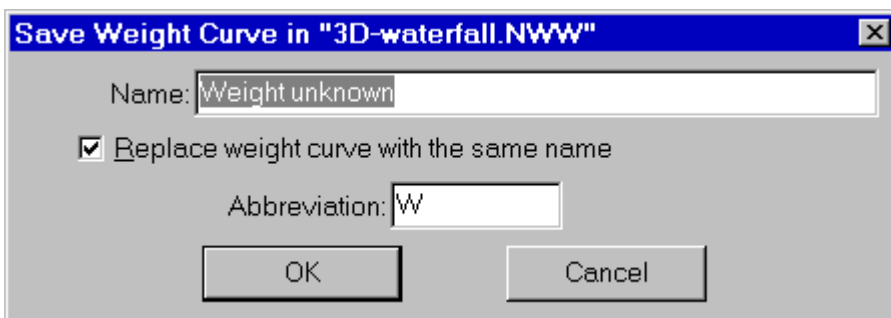 Save Weight Curve in "3D-waterfall.NWW"
Name: Weight unknown
Replace weight curve with the same name
Abbreviation: W
OK Cancel